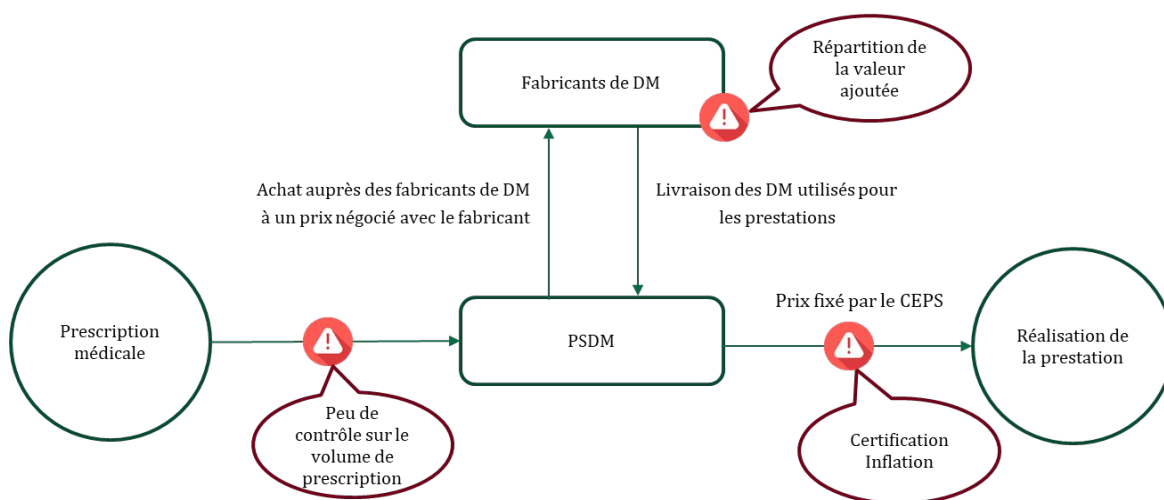 Fabricants de DM
Répartition de
la valeur
ajoutée
Achat auprès des fabricants de DM
à un prix négocié avec le fabricant
Livraison des DM utilisés pour
les prestations
Prescription
médicale
PSDM
Prix fixé par le CEPS
Réalisation de
la prestation
Peu de
contrôle sur le
volume de
prescription
Certification
Inflation